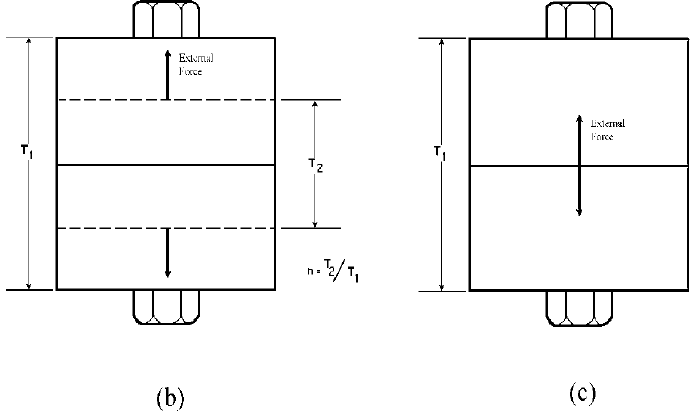 External
Force
T1
T2
h = T2/T1
(b)
External
Force
T1
(c)